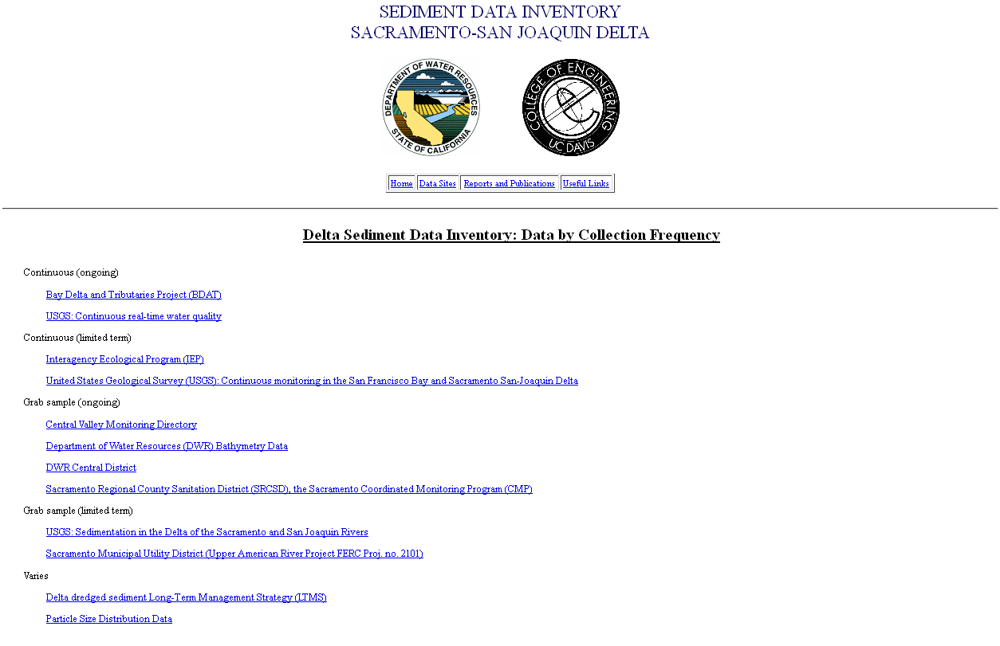 SEDIMENT DATA INVENTORY
SACRAMENTO-SAN JOAQUIN DELTA
DEPARTMENT OF WATER RESOURCES
STATE OF CALIFORNIA
COLLEGE OF ENGINEERING
UC DAVIS
Home Data Sites Reports and Publications Useful Links
Delta Sediment Data Inventory: Data by Collection Frequency
Continuous (ongoing)
Bay Delta and Tributaries Project (BDAT)
USGS: Continuous real-time water quality
Continuous (limited term)
Interagency Ecological Program (IEP)
United States Geological Survey (USGS): Continuous monitoring in the San Francisco Bay and Sacramento San-Joaquin Delta
Grab sample (ongoing)
Central Valley Monitoring Directory
Department of Water Resources (DWR) Bathymetry Data
DWR Central District
Sacramento Regional County Sanitation District (SRCSD), the Sacramento Coordinated Monitoring Program (CMP)
Grab sample (limited term)
USGS: Sedimentation in the Delta of the Sacramento and San Joaquin Rivers
Sacramento Municipal Utility District (Upper American River Project FERC Proj. no. 2101)
Varies
Delta dredged sediment Long-Term Management Strategy (LTMS)
Particle Size Distribution Data